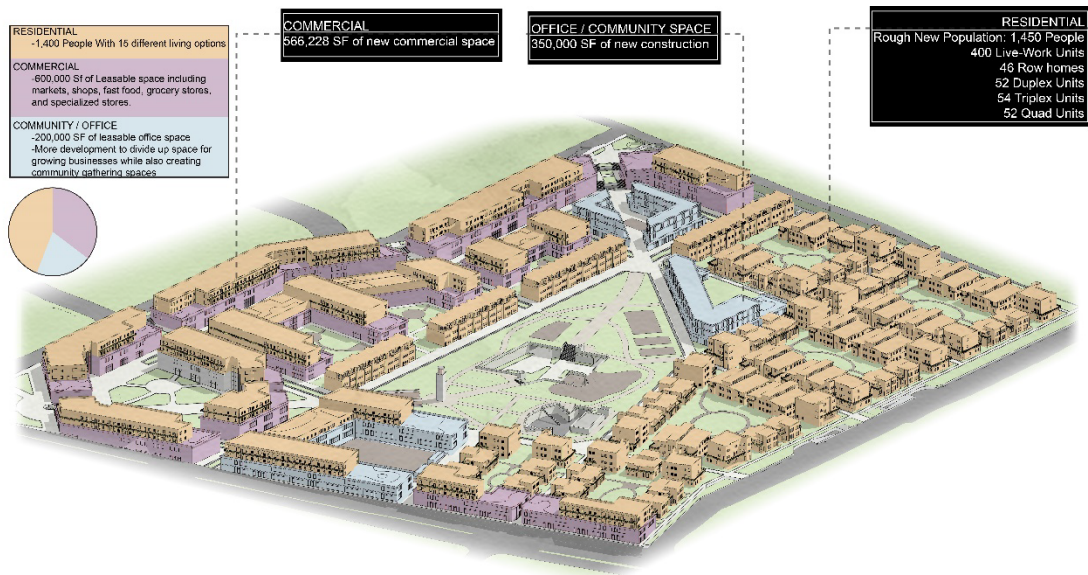 RESIDENTIAL
-1,400 People With 15 different living options
COMMERCIAL
-600,000 Sf of Leasable space including
markets, shops, fast food, grocery stores,
and specialized stores.
COMMUNITY / OFFICE
-200,000 SF of leasable office space
-More development to divide up space for
growing businesses while also creating
community gathering spaces
COMMERCIAL
566,228 SF of new commercial space
OFFICE / COMMUNITY SPACE
350,000 SF of new construction
RESIDENTIAL
Rough New Population: 1,450 People
400 Live-Work Units
46 Row homes
52 Duplex Units
54 Triplex Units
52 Quad Units